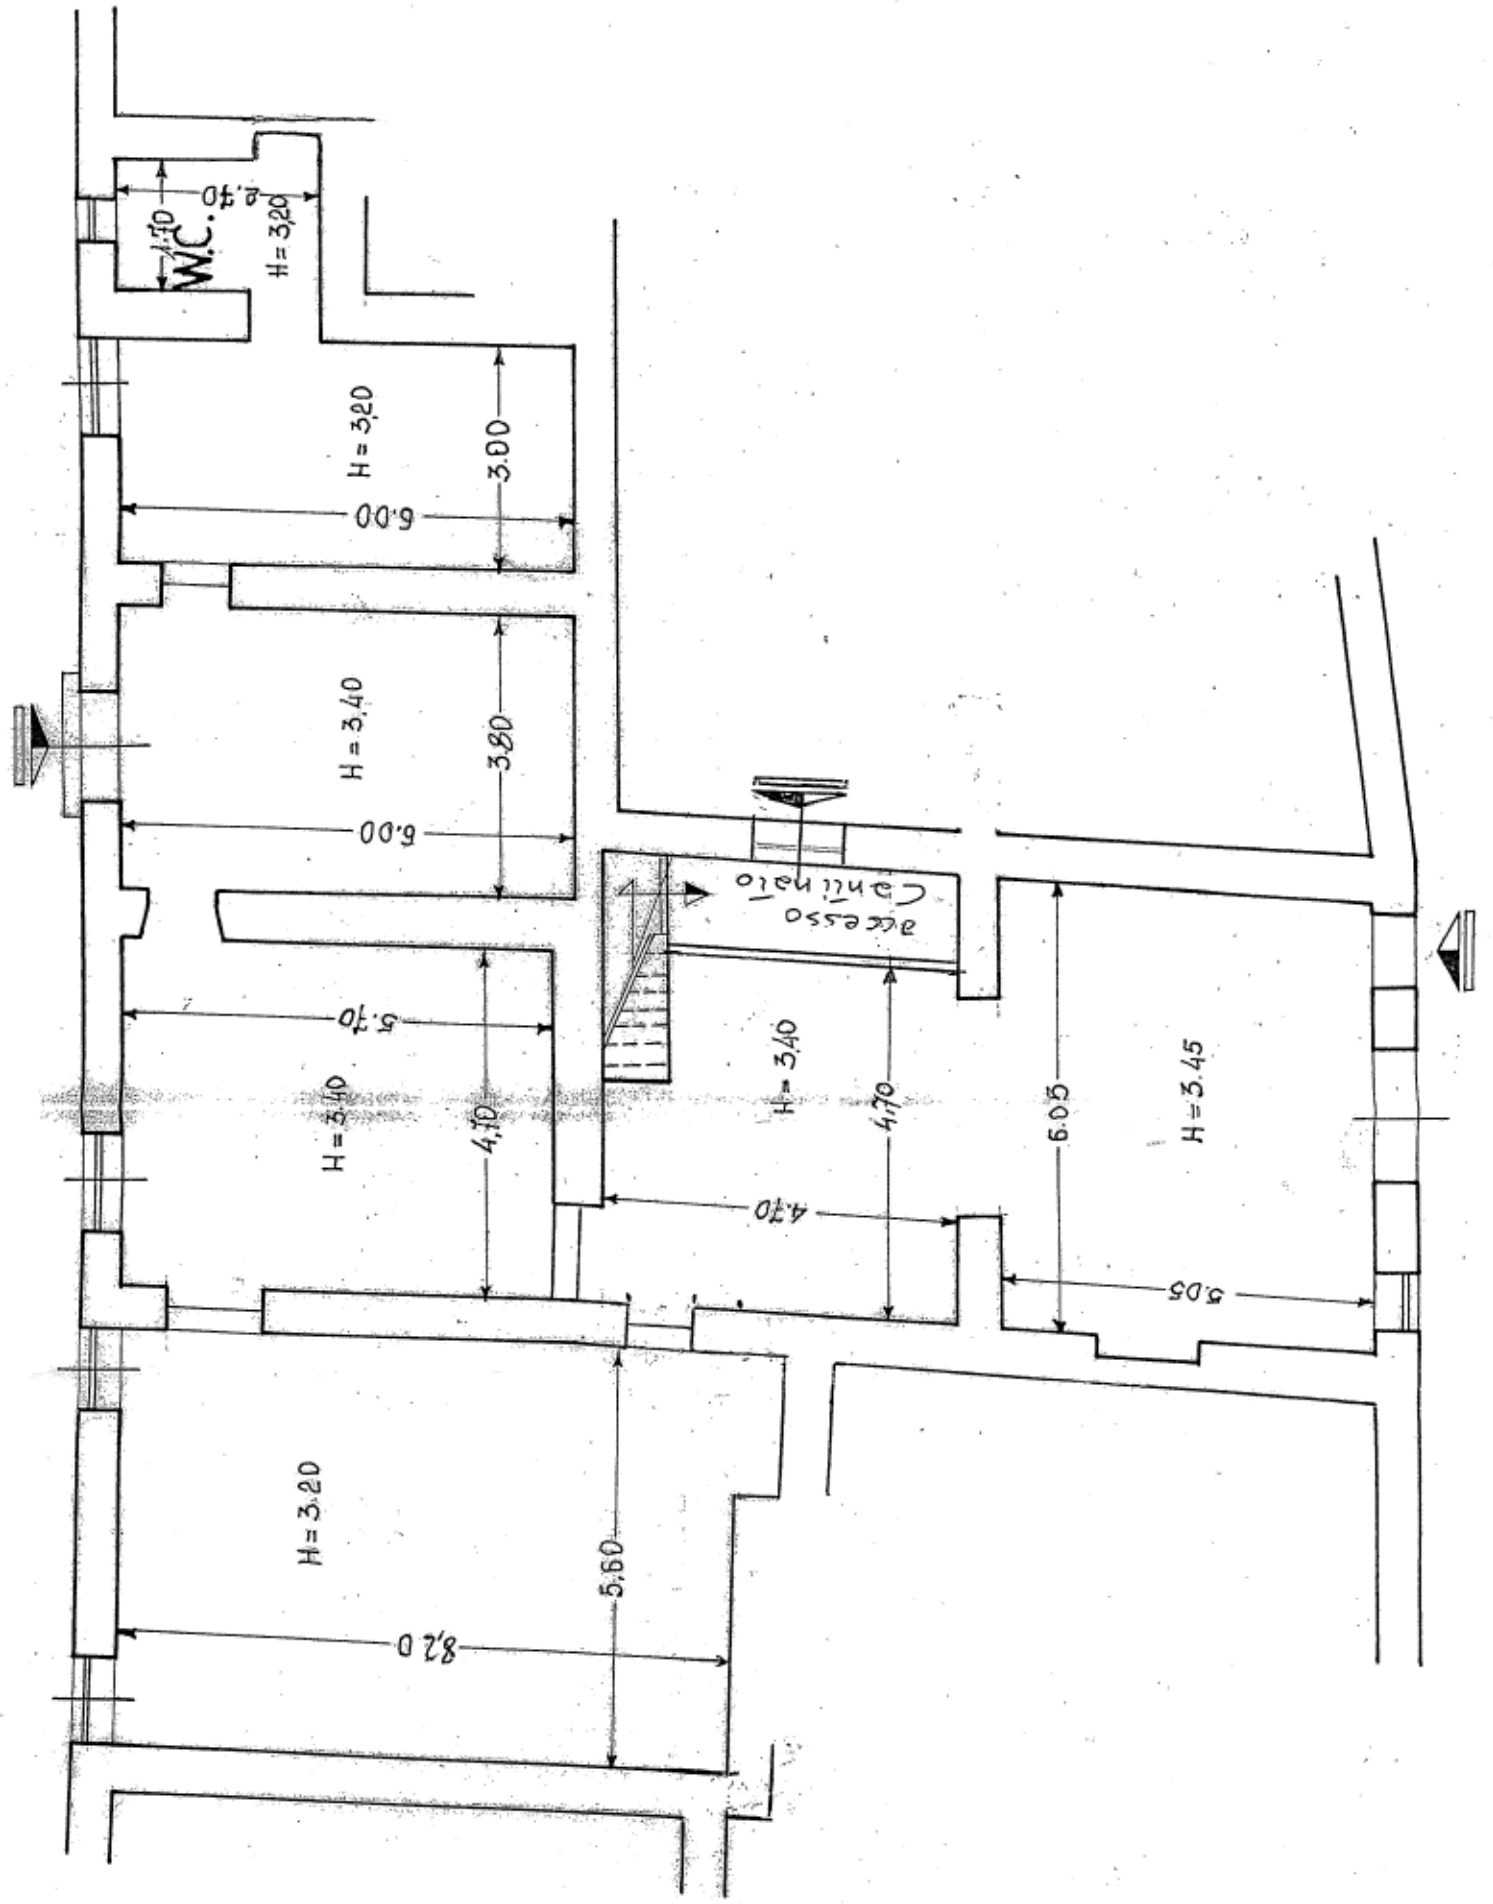 2.70
1.70
W.C.
H = 3,20
H = 3,20
3.00
6.00
H = 3,40
3.80
6.00
accesso
Cantinato
5.70
H = 3.40
4,70
H = 3,40
4.70
4.70
6.05
H = 3.45
5.05
H = 3.20
5,60
8,20